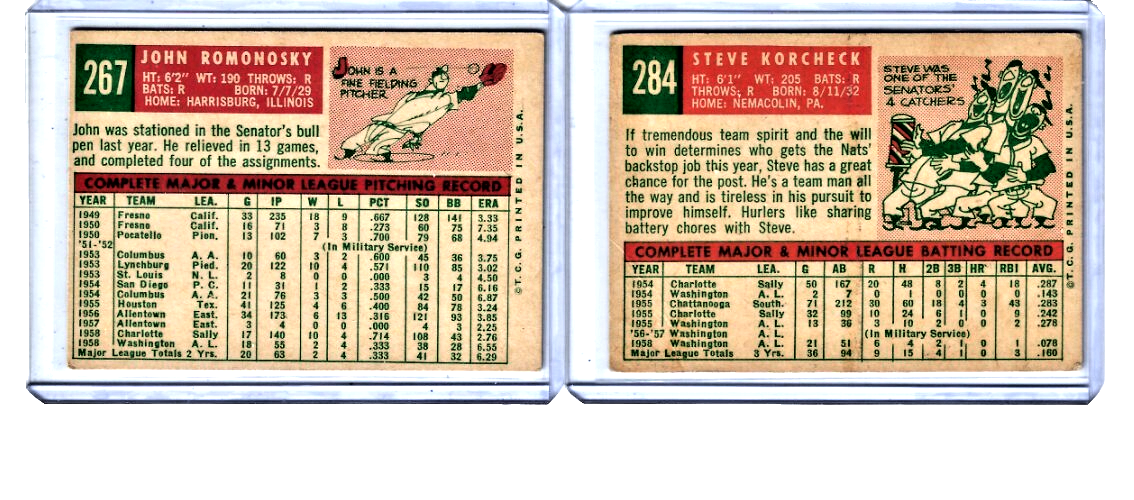 267
JOHN ROMONOSKY
HT: 6'2" WT: 190 THROWS: R
BATS: R BORN: 7/7/29
HOME: HARRISBURG, ILLINOIS
JOHN IS A
FINE FIELDING
PITCHER
John was stationed in the Senator's bull
pen last year. He relieved in 13 games,
and completed four of the assignments.
COMPLETE MAJOR & MINOR LEAGUE PITCHING RECORD
YEAR TEAM LEA. G IP W L PCT SO BB ERA
1949 Fresno Calif. 33 235 18 9 .667 128 141 3.33
1950 Fresno Calif. 16 71 3 8 .273 60 75 7.35
1950 Pocatello Pion. 13 102 7 3 .700 79 68 4.94
'51-'52 (In Military Service)
1953 Columbus A. A. 10 60 3 2 .600 45 36 3.75
1953 Lynchburg Pied. 20 122 10 4 .571 110 85 3.02
1953 St. Louis N. L. 2 8 0 0 .000 3 4 4.50
1954 San Diego P. C. 11 31 1 2 .333 15 17 6.16
1954 Columbus A. A. 21 76 3 3 .500 42 50 6.87
1955 Houston Tex. 41 125 4 6 .400 84 78 3.24
1956 Allentown East. 34 173 6 13 .316 121 93 3.85
1957 Allentown East. 3 4 0 0 .000 4 3 2.25
1958 Charlotte Sally 17 140 10 4 .714 108 43 2.76
1958 Washington A. L. 18 55 2 4 .333 38 28 6.55
Major League Totals 2 Yrs. 20 63 2 4 .333 41 32 6.29
©T.C.G. PRINTED IN U.S.A.
284
STEVE KORCHECK
HT: 6'1" WT: 205 BATS: R
THROWS: R BORN: 8/11/32
HOME: NEMACOLIN, PA.
STEVE WAS
ONE OF THE
SENATORS'
4 CATCHERS
If tremendous team spirit and the will
to win determines who gets the Nats'
backstop job this year, Steve has a great
chance for the post. He's a team man all
the way and is tireless in his pursuit to
improve himself. Hurlers like sharing
battery chores with Steve.
COMPLETE MAJOR & MINOR LEAGUE BATTING RECORD
YEAR TEAM LEA. G AB R H 2B 3B HR RBI AVG.
1954 Charlotte Sally 50 167 20 48 8 2 4 18 .287
1954 Washington A. L. 2 7 0 1 0 0 0 0 .143
1955 Chattanooga South. 71 212 30 60 18 4 3 43 .283
1955 Charlotte Sally 32 99 10 24 6 1 0 9 .242
1955 Washington A. L. 13 36 3 10 2 0 0 2 .278
'56-'57 Washington A. L. (In Military Service)
1958 Washington A. L. 21 51 6 4 2 1 0 1 .078
Major League Totals 3 Yrs. 36 94 9 15 4 1 0 3 .160
©T.C.G. PRINTED IN U.S.A.